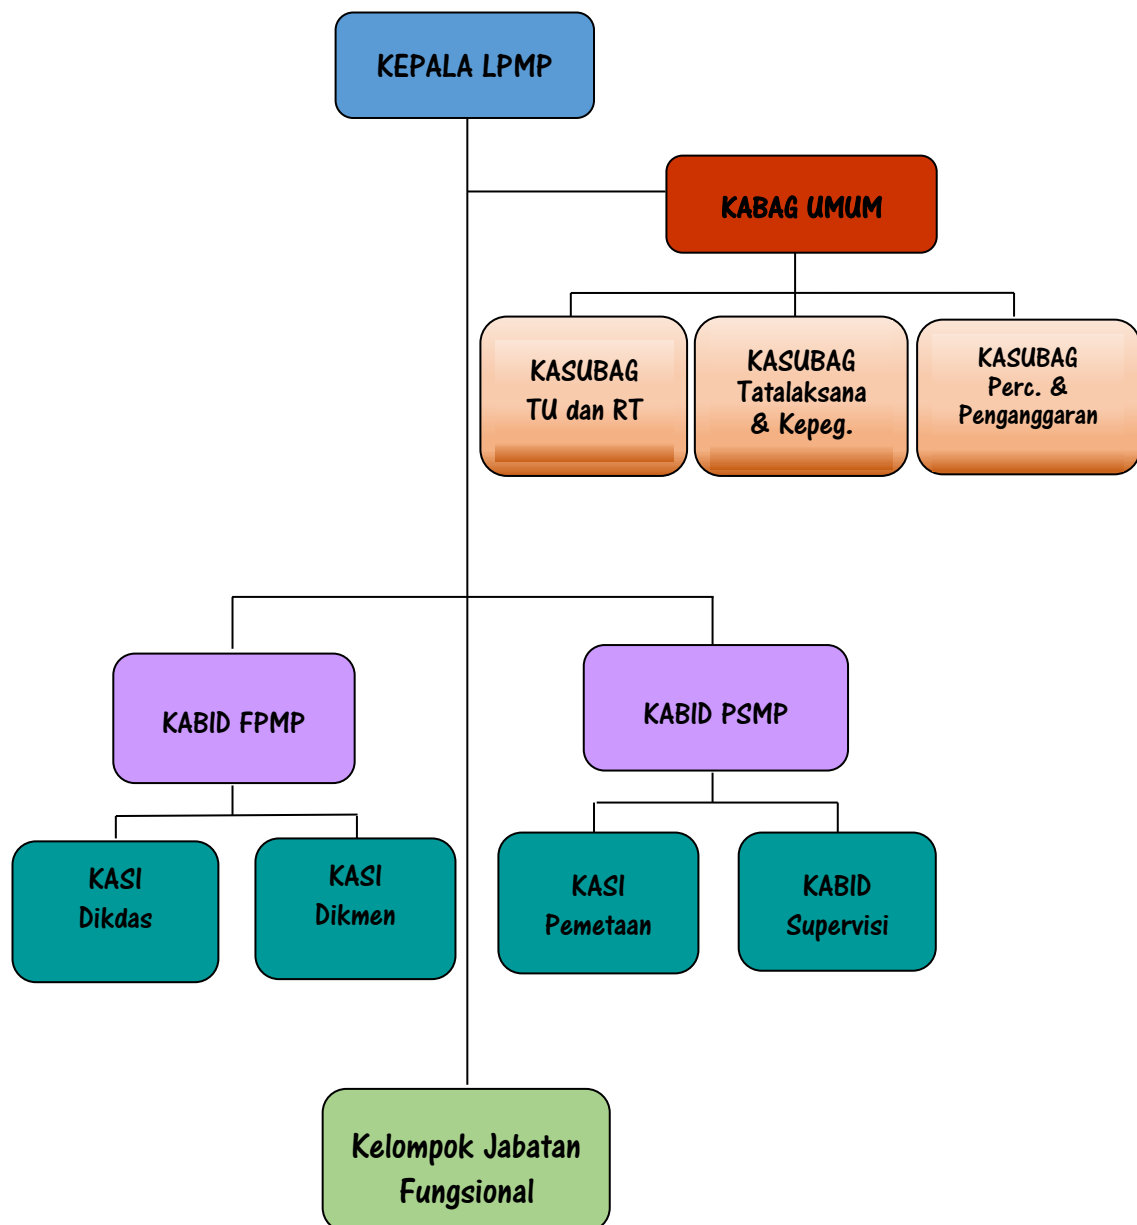 KEPALA LPMP
KABAG UMUM
KASUBAG
TU dan RT
KASUBAG
Tatalaksana
& Kepeg.
KASUBAG
Perc. &
Penganggaran
KABID FPMP
KABID PSMP
KASI
Dikdas
KASI
Dikmen
KASI
Pemetaan
KABID
Supervisi
Kelompok Jabatan
Fungsional